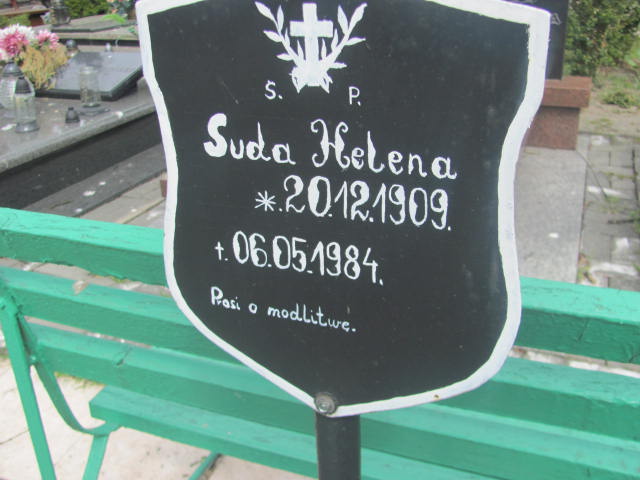 Ś. P.
Suda Helena
*.20.12.1909.
+.06.05.1984.
Prosi o modlitwę.